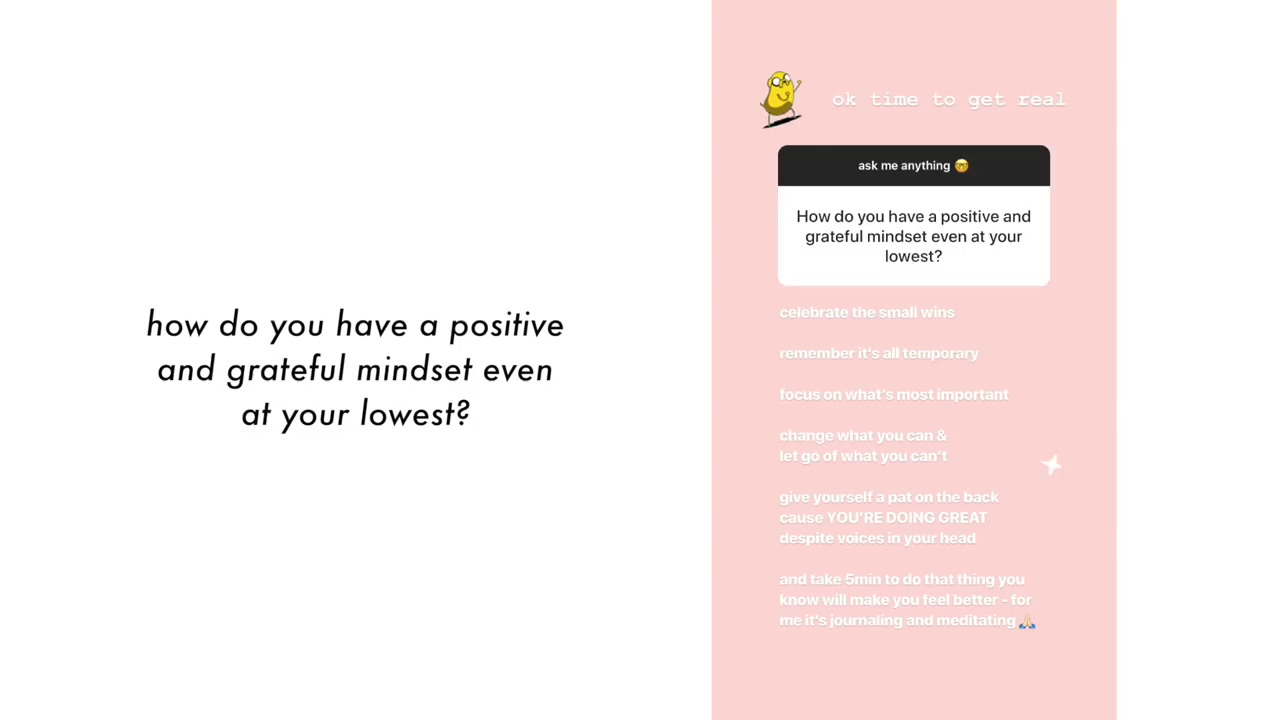 how do you have a positive
and grateful mindset even
at your lowest?
ok time to get real
ask me anything 🤓
How do you have a positive and
grateful mindset even at your
lowest?
celebrate the small wins
remember it's all temporary
focus on what's most important
change what you can &
let go of what you can't
give yourself a pat on the back
cause YOU'RE DOING GREAT
despite voices in your head
and take 5min to do that thing you
know will make you feel better - for
me it's journaling and meditating 🙏🏼